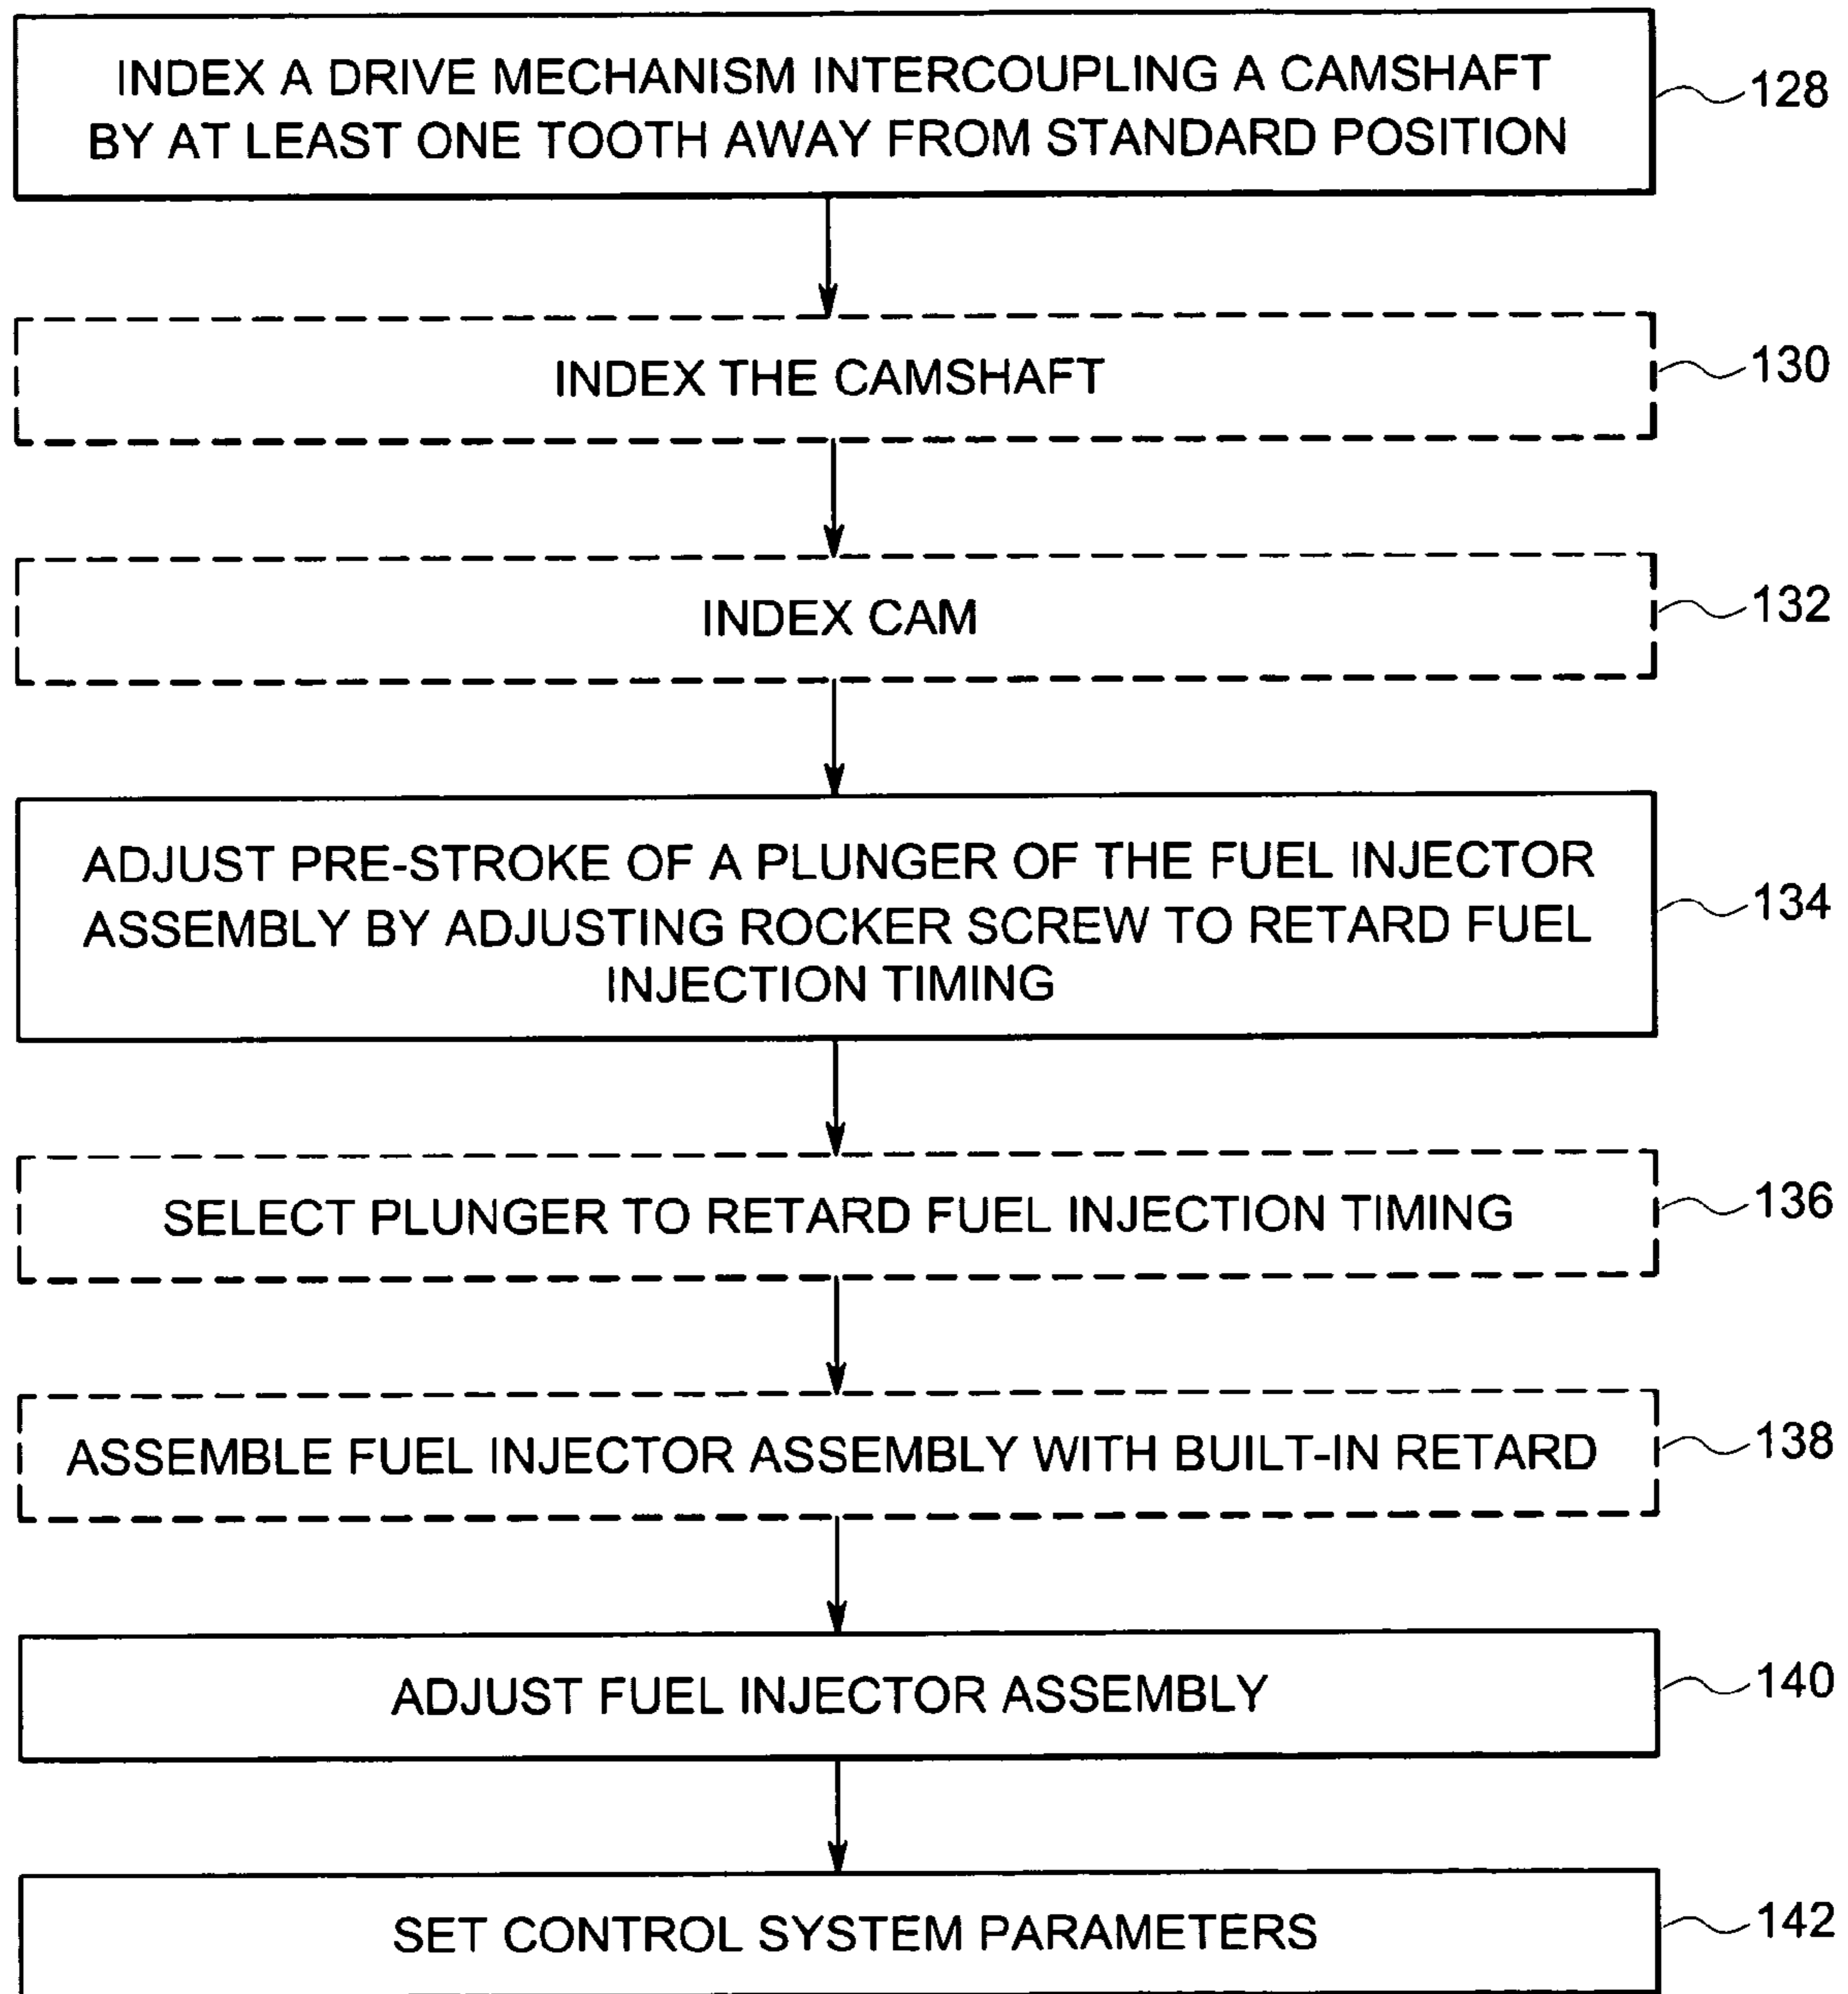 INDEX A DRIVE MECHANISM INTERCOUPLING A CAMSHAFT
BY AT LEAST ONE TOOTH AWAY FROM STANDARD POSITION
128
INDEX THE CAMSHAFT
130
INDEX CAM
132
ADJUST PRE-STROKE OF A PLUNGER OF THE FUEL INJECTOR
ASSEMBLY BY ADJUSTING ROCKER SCREW TO RETARD FUEL
INJECTION TIMING
134
SELECT PLUNGER TO RETARD FUEL INJECTION TIMING
136
ASSEMBLE FUEL INJECTOR ASSEMBLY WITH BUILT-IN RETARD
138
ADJUST FUEL INJECTOR ASSEMBLY
140
SET CONTROL SYSTEM PARAMETERS
142